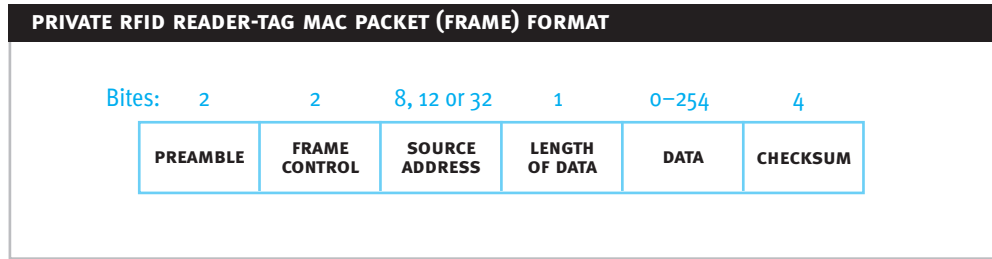 PRIVATE RFID READER-TAG MAC PACKET (FRAME) FORMAT
Bites: 2 2 8, 12 or 32 1 0–254 4
PREAMBLE FRAME CONTROL SOURCE ADDRESS LENGTH OF DATA DATA CHECKSUM